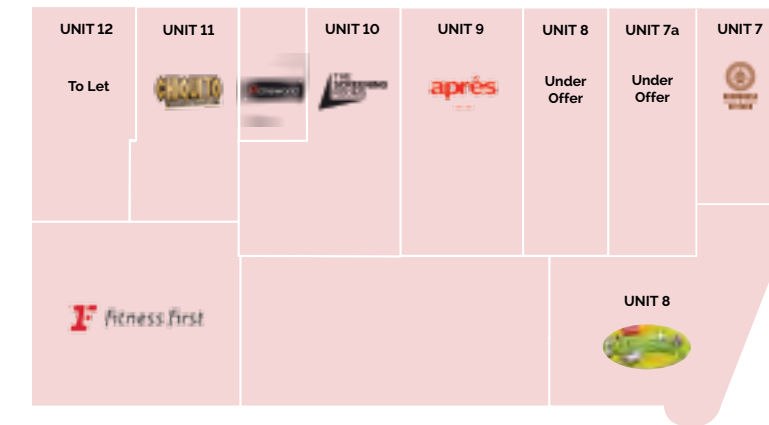 UNIT 12
To Let
UNIT 11
CHIQUITO
UNIT 10
THE
SCREENING
UNIT 9
après
UNIT 8
Under
Offer
UNIT 7a
Under
Offer
UNIT 7
fitness first
UNIT 8